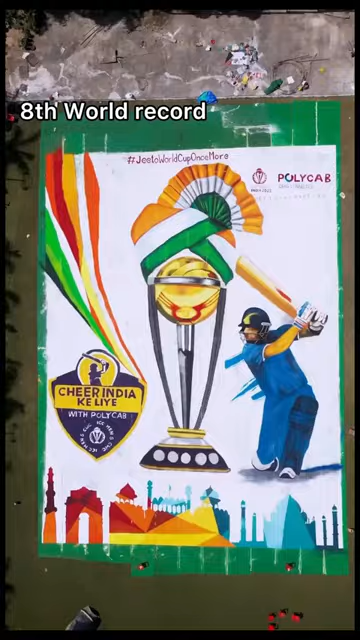 8th World record
#JeetoWorldCupOnceMore
POLYCAB
CHEER INDIA
KE LIYE
WITH POLYCAB